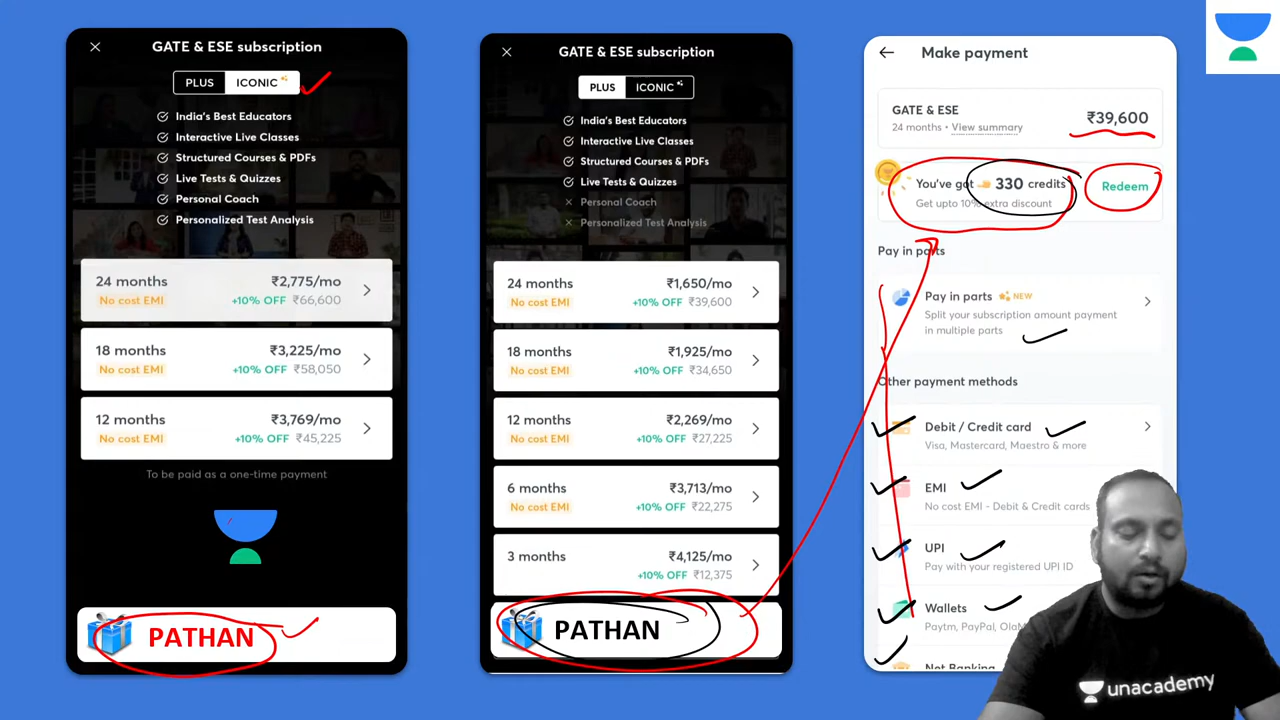 GATE & ESE subscription
PLUS ICONIC
India's Best Educators
Interactive Live Classes
Structured Courses & PDFs
Live Tests & Quizzes
Personal Coach
Personalized Test Analysis
24 months ₹2,775/mo
No cost EMI +10% OFF ₹66,600
18 months ₹3,225/mo
No cost EMI +10% OFF ₹58,050
12 months ₹3,769/mo
No cost EMI +10% OFF ₹45,225
To be paid as a one-time payment
PATHAN
GATE & ESE subscription
PLUS ICONIC
India's Best Educators
Interactive Live Classes
Structured Courses & PDFs
Live Tests & Quizzes
Personal Coach
Personalized Test Analysis
24 months ₹1,650/mo
No cost EMI +10% OFF ₹39,600
18 months ₹1,925/mo
No cost EMI +10% OFF ₹34,650
12 months ₹2,269/mo
No cost EMI +10% OFF ₹27,225
6 months ₹3,713/mo
No cost EMI +10% OFF ₹22,275
3 months ₹4,125/mo
+10% OFF ₹12,375
PATHAN
Make payment
GATE & ESE ₹39,600
24 months • View summary
You've got 330 credits Redeem
Get upto 10% extra discount
Pay in parts
Pay in parts NEW
Split your subscription amount payment
in multiple parts
Other payment methods
Debit / Credit card
Visa, Mastercard, Maestro & more
EMI
No cost EMI - Debit & Credit cards
UPI
Pay with your registered UPI ID
Wallets
Paytm, PayPal,
Net Banking
unacademy